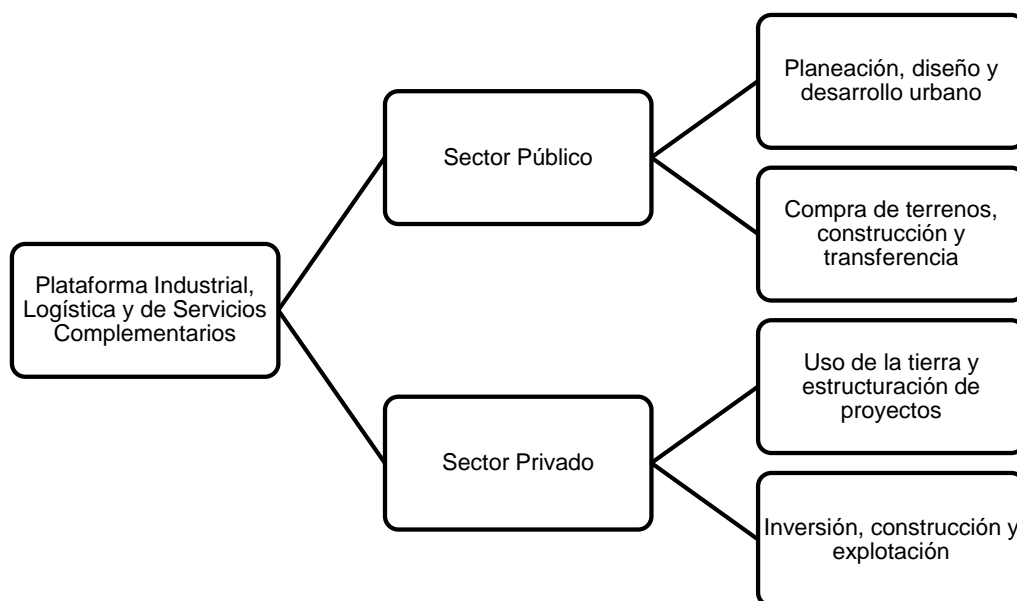 Plataforma Industrial,
Logística y de Servicios
Complementarios
Sector Público
Planeación, diseño y
desarrollo urbano
Compra de terrenos,
construcción y
transferencia
Sector Privado
Uso de la tierra y
estructuración de
proyectos
Inversión, construcción y
explotación